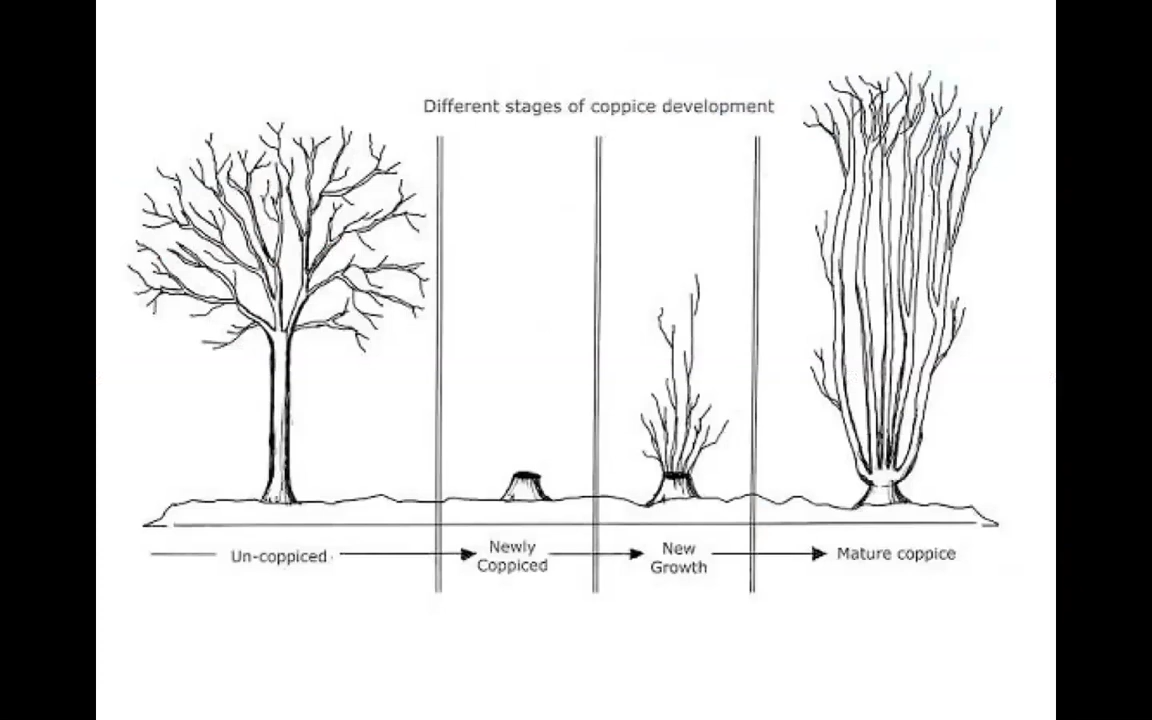 Different stages of coppice development
Un-coppiced
Newly
Coppiced
New
Growth
Mature coppice